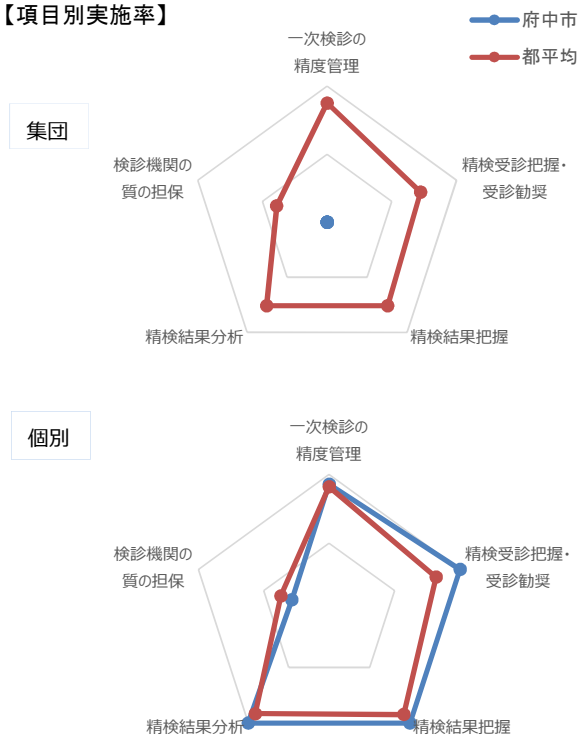 【項目別実施率】
府中市
都平均
集団
一次検診の
精度管理
検診機関の
質の担保
精検受診把握・
受診勧奨
精検結果分析
精検結果把握
個別
一次検診の
精度管理
検診機関の
質の担保
精検受診把握・
受診勧奨
精検結果分析
精検結果把握